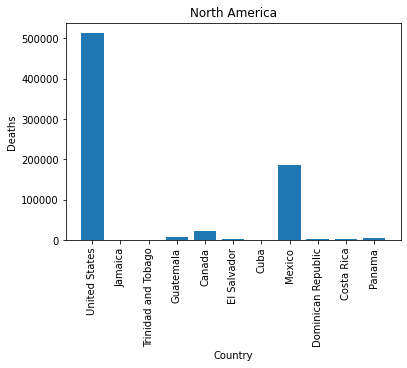 North America
500000
400000
300000
200000
100000
0
Deaths
United States
Jamaica
Trinidad and Tobago
Guatemala
Canada
El Salvador
Cuba
Mexico
Dominican Republic
Costa Rica
Panama
Country